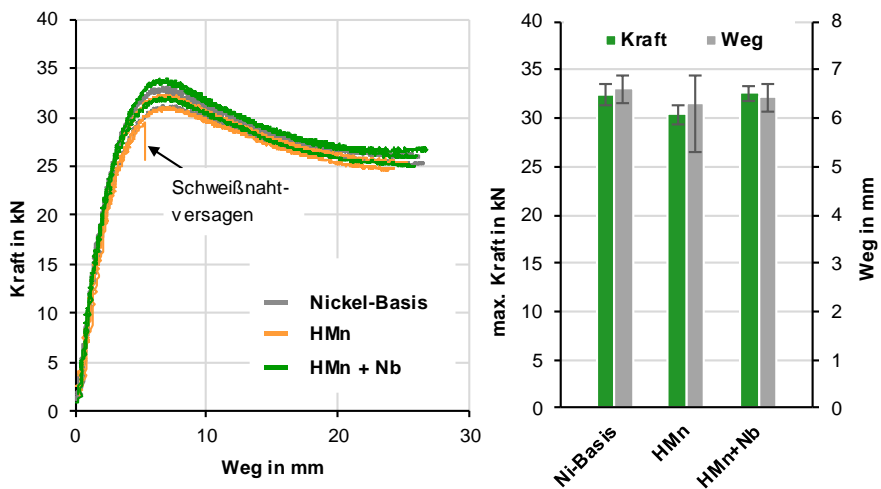 40
35
30
25
20
15
10
5
0
Kraft in kN
Schweißnaht-
versagen
Nickel-Basis
HMn
HMn + Nb
0 10 20 30
Weg in mm
40
35
30
25
20
15
10
5
0
max. Kraft in kN
Kraft Weg
8
7
6
5
4
3
2
1
0
Weg in mm
Ni-Basis
HMn
HMn+Nb